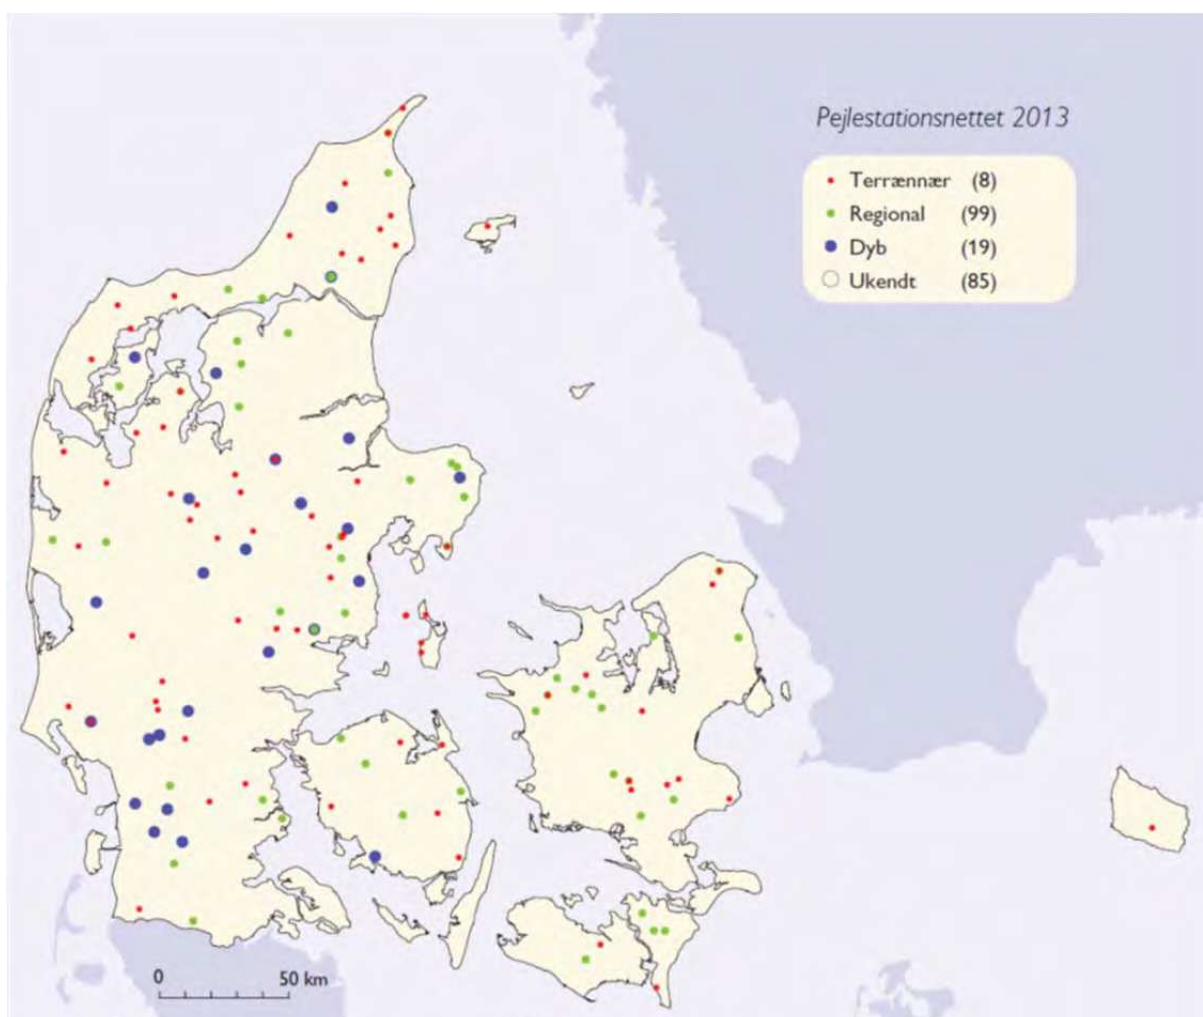 Pejlestationsnettet 2013
Terrænnær (8)
Regional (99)
Dyb (19)
Ukendt (85)
0 50 km